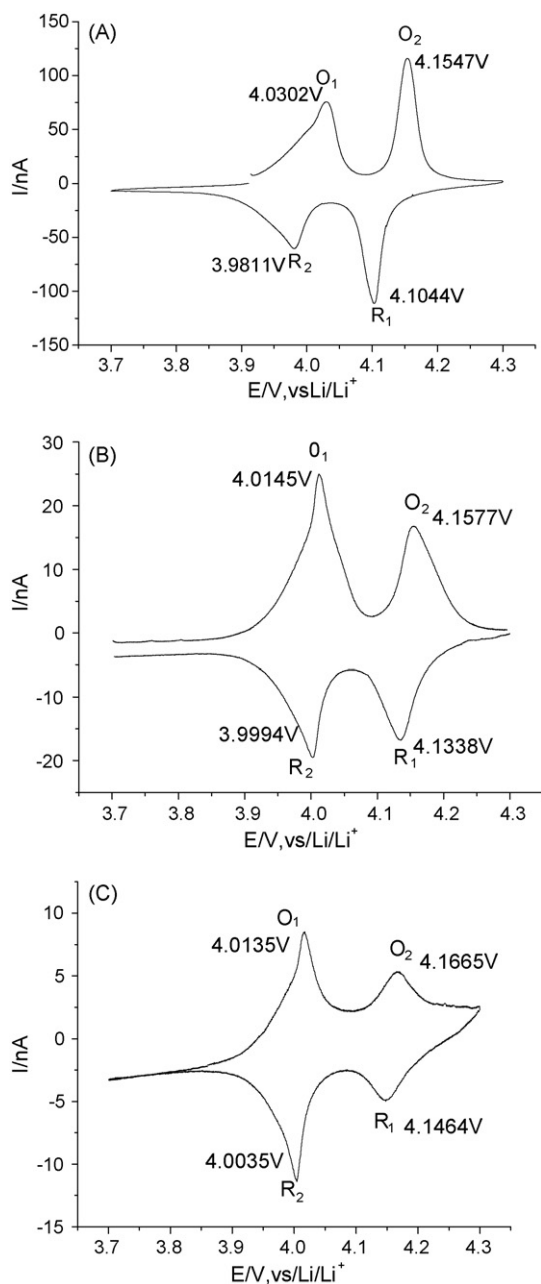 (A)
O₂
4.1547V
O₁
4.0302V
150
100
50
0
-50
-100
-150
I/nA
3.9811V
R₂
4.1044V
R₁
3.7 3.8 3.9 4.0 4.1 4.2 4.3
E/V,vsLi/Li⁺
(B)
0₁
4.0145V
O₂
4.1577V
30
20
10
0
-10
-20
I/nA
3.9994V
R₂
R₁
4.1338V
3.7 3.8 3.9 4.0 4.1 4.2 4.3
E/V,vs/Li/Li⁺
(C)
O₁
4.0135V
O₂
4.1665V
10
5
0
-5
-10
-15
I/nA
R₁
4.1464V
4.0035V
R₂
3.7 3.8 3.9 4.0 4.1 4.2 4.3
E/V,vs/Li/Li⁺